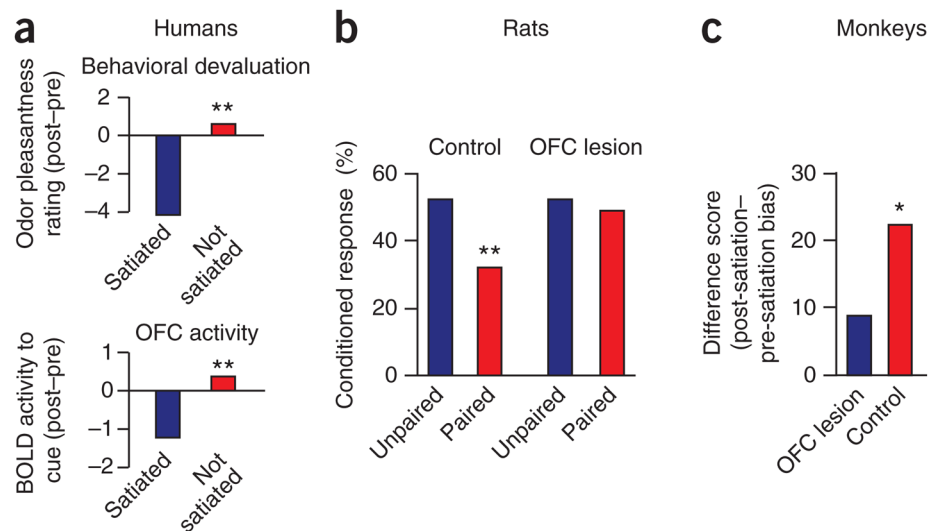 a
Humans
Behavioral devaluation
Odor pleasantness
rating (post–pre)
2
0
−2
−4
**
Satiated
Not
satiated
OFC activity
BOLD activity to
cue (post–pre)
1
0
−1
−2
**
Satiated
Not
satiated
b
Rats
Control
OFC lesion
Conditioned response (%)
60
40
20
0
**
Unpaired
Paired
Unpaired
Paired
c
Monkeys
Difference score
(post-satiation–
pre-satiation bias)
30
20
10
0
*
OFC lesion
Control